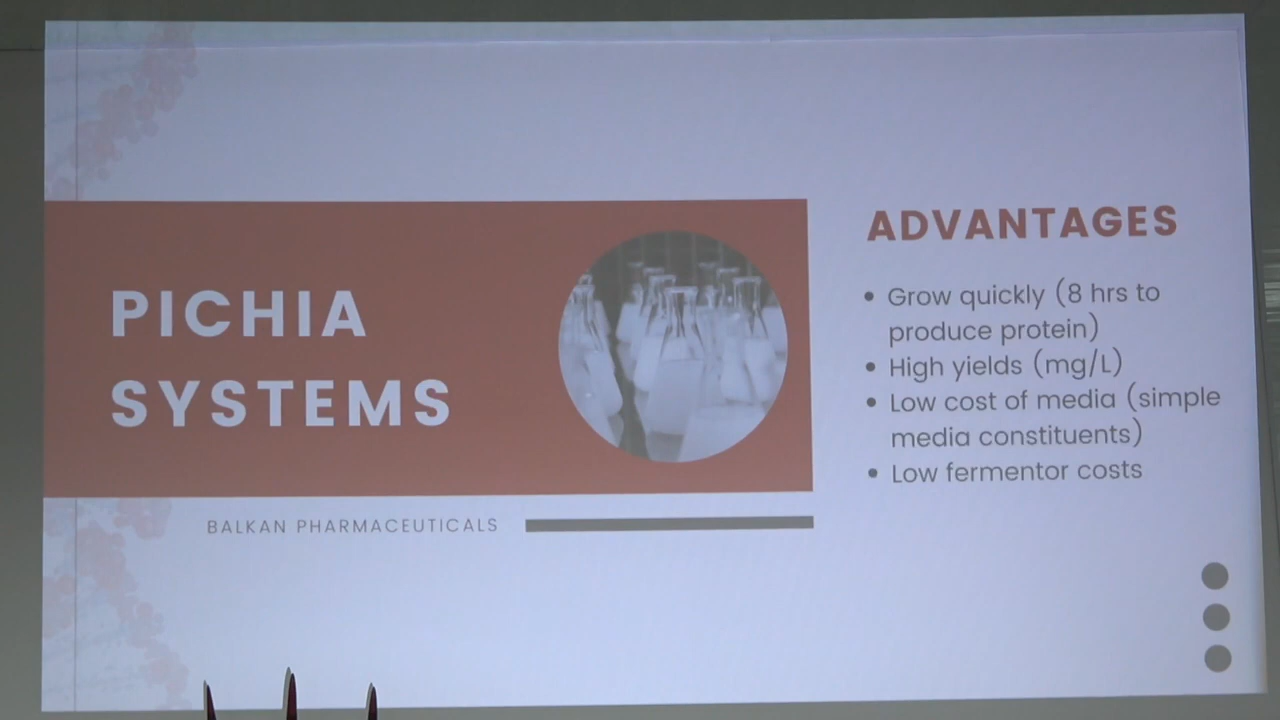 PICHIA
SYSTEMS
BALKAN PHARMACEUTICALS
ADVANTAGES
• Grow quickly (8 hrs to
produce protein)
• High yields (mg/L)
• Low cost of media (simple
media constituents)
• Low fermentor costs